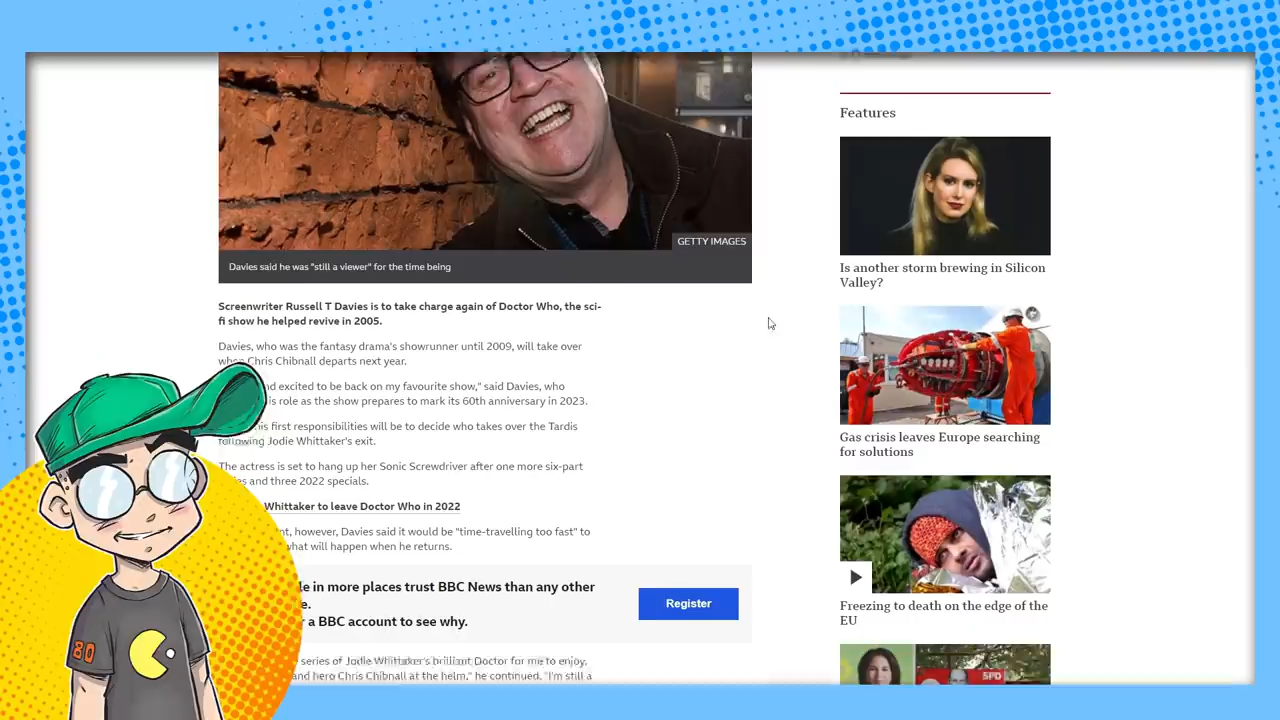 GETTY IMAGES
Davies said he was "still a viewer" for the time being
Screenwriter Russell T Davies is to take charge again of Doctor Who, the sci-
fi show he helped revive in 2005.
Davies, who was the fantasy drama's showrunner until 2009, will take over
when Chris Chibnall departs next year.
nd excited to be back on my favourite show," said Davies, who
is role as the show prepares to mark its 60th anniversary in 2023.
his first responsibilities will be to decide who takes over the Tardis
following Jodie Whittaker's exit.
The actress is set to hang up her Sonic Screwdriver after one more six-part
and three 2022 specials.
Whittaker to leave Doctor Who in 2022
however, Davies said it would be "time-travelling too fast" to
what will happen when he returns.
le in more places trust BBC News than any other
a BBC account to see why.
Register
series of Jodie Whittaker's brilliant Doctor for me to enjoy,
and hero Chris Chibnall at the helm," he continued. "I'm still a
Features
Is another storm brewing in Silicon
Valley?
Gas crisis leaves Europe searching
for solutions
Freezing to death on the edge of the
EU
SPD
80